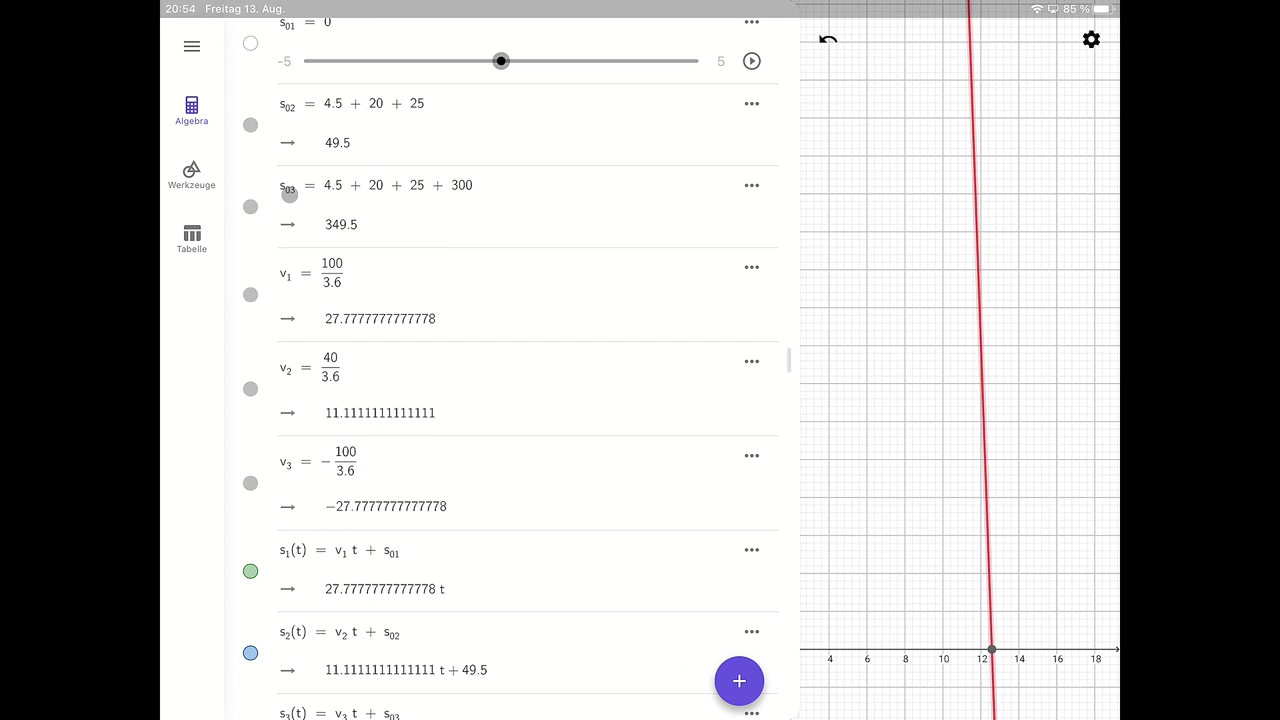 20:54 Freitag 13. Aug. 85 %
s01 = 0
-5 5
Algebra
s02 = 4.5 + 20 + 25
→ 49.5
Werkzeuge
s03 = 4.5 + 20 + 25 + 300
→ 349.5
Tabelle
v1 = 100/3.6
→ 27.7777777777778
v2 = 40/3.6
→ 11.1111111111111
v3 = −100/3.6
→ −27.7777777777778
s1(t) = v1 t + s01
→ 27.7777777777778 t
s2(t) = v2 t + s02
→ 11.1111111111111 t + 49.5
s3(t) = v3 t + s03
4 6 8 10 12 14 16 18